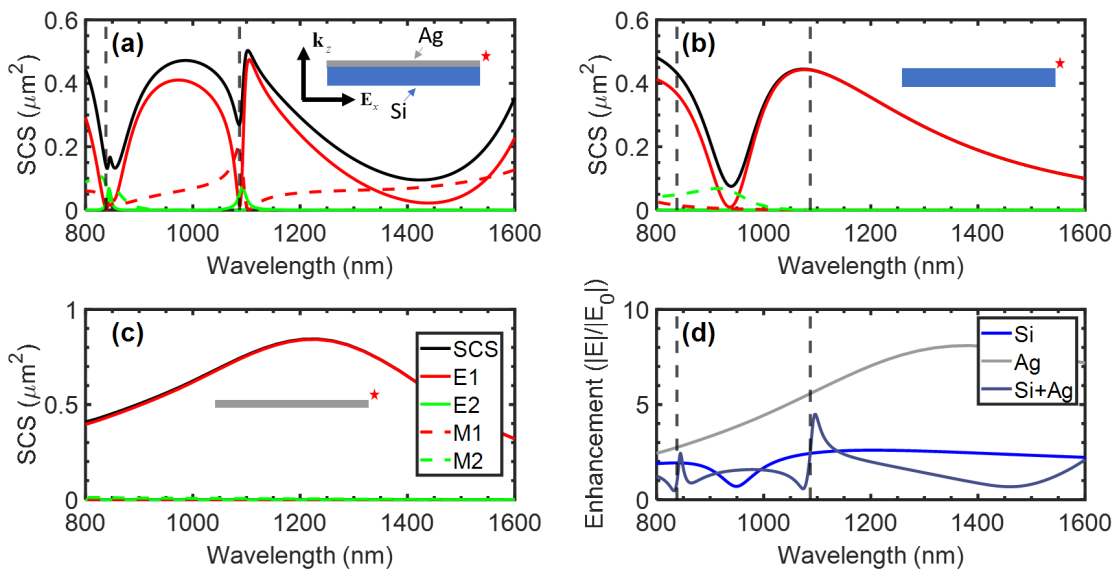 (a)
SCS (μm²)
0.6
0.4
0.2
0
k_z
E_x
Ag
Si
800 1000 1200 1400 1600
Wavelength (nm)
(b)
SCS (μm²)
0.6
0.4
0.2
0
800 1000 1200 1400 1600
Wavelength (nm)
(c)
SCS (μm²)
1
0.5
0
SCS
E1
E2
M1
M2
800 1000 1200 1400 1600
Wavelength (nm)
(d)
Enhancement (|E|/|E₀|)
10
5
0
Si
Ag
Si+Ag
800 1000 1200 1400 1600
Wavelength (nm)